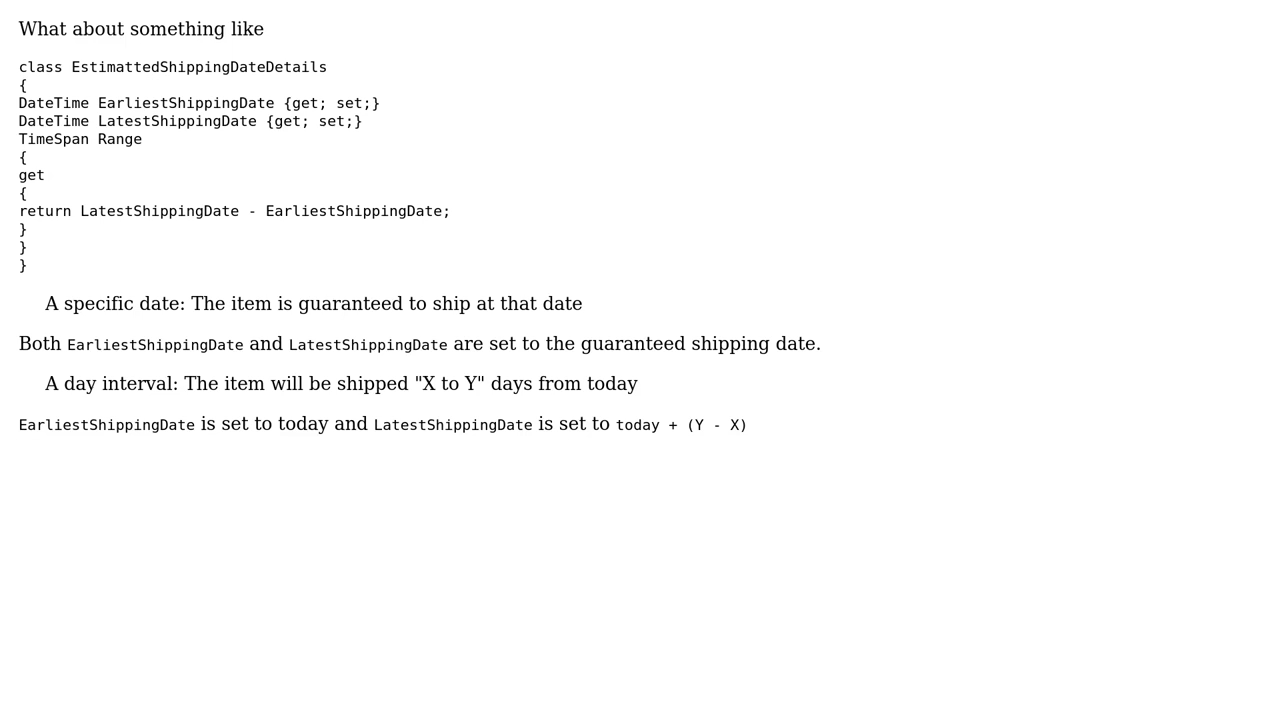 What about something like
class EstimattedShippingDateDetails
{
DateTime EarliestShippingDate {get; set;}
DateTime LatestShippingDate {get; set;}
TimeSpan Range
{
get
{
return LatestShippingDate - EarliestShippingDate;
}
}
}
A specific date: The item is guaranteed to ship at that date
Both EarliestShippingDate and LatestShippingDate are set to the guaranteed shipping date.
A day interval: The item will be shipped "X to Y" days from today
EarliestShippingDate is set to today and LatestShippingDate is set to today + (Y - X)